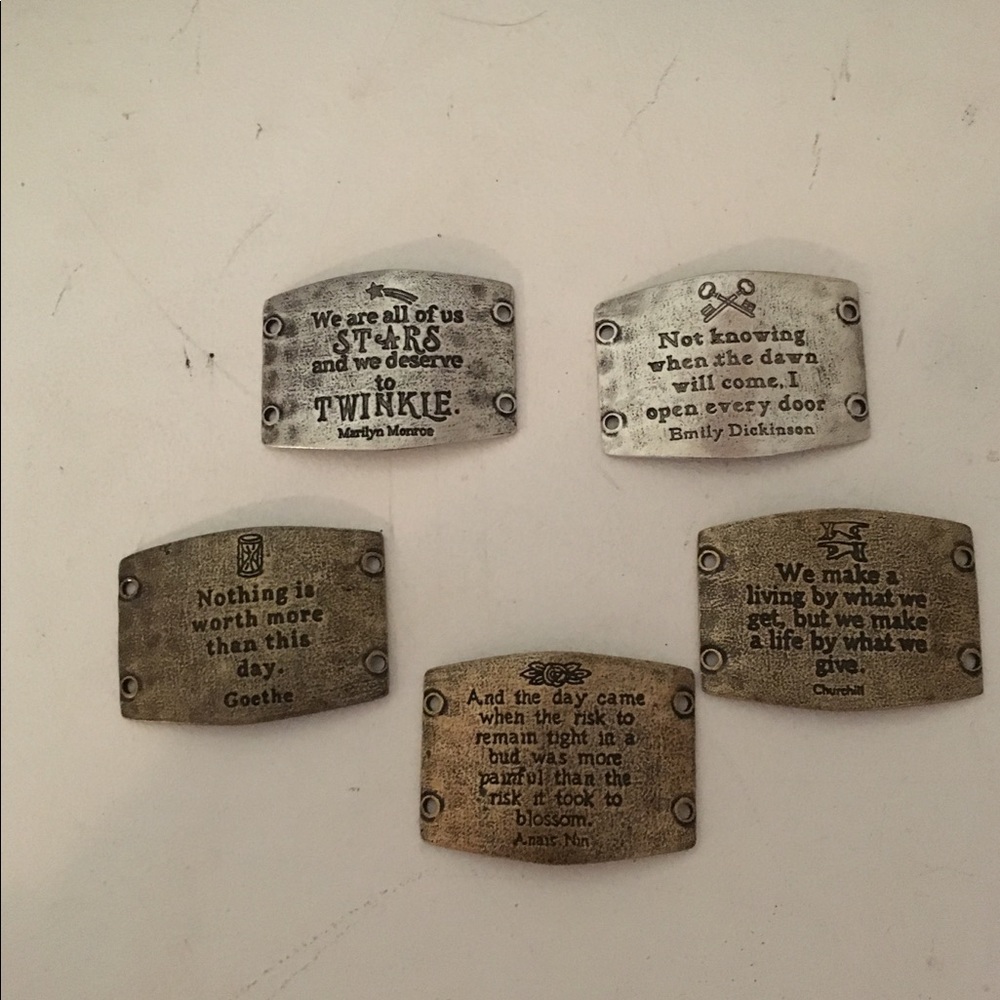 We are all of us
STARS
and we deserve
to
TWINKLE.
Marilyn Monroe
Not knowing
when the dawn
will come, I
open every door
Emily Dickinson
Nothing is
worth more
than this
day.
Goethe
We make a
living by what we
get, but we make
a life by what we
give.
Churchill
And the day came
when the risk to
remain tight in a
bud was more
painful than the
risk it took to
blossom.
Anais Nin